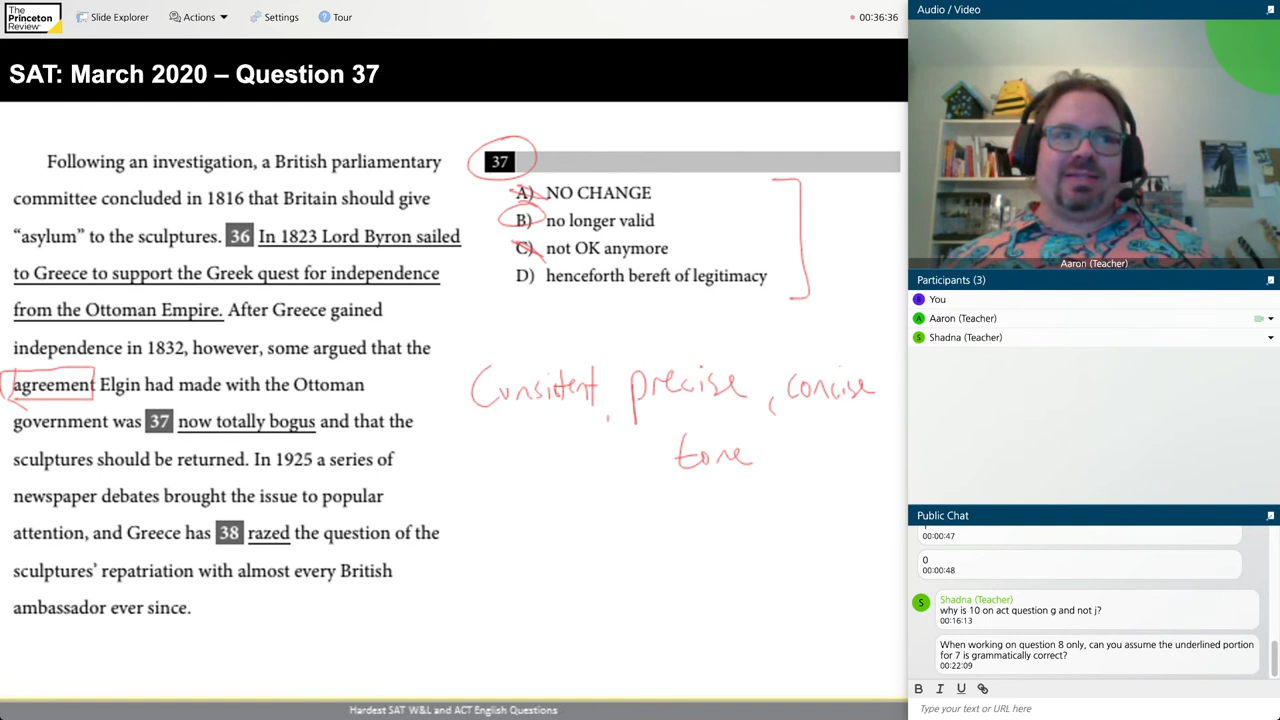 The
Princeton
Review
Slide Explorer
Actions
Settings
Tour
00:36:36
SAT: March 2020 – Question 37
Following an investigation, a British parliamentary
committee concluded in 1816 that Britain should give
“asylum” to the sculptures. 36 In 1823 Lord Byron sailed
to Greece to support the Greek quest for independence
from the Ottoman Empire. After Greece gained
independence in 1832, however, some argued that the
agreement Elgin had made with the Ottoman
government was 37 now totally bogus and that the
sculptures should be returned. In 1925 a series of
newspaper debates brought the issue to popular
attention, and Greece has 38 razed the question of the
sculptures’ repatriation with almost every British
ambassador ever since.
37
A) NO CHANGE
B) no longer valid
C) not OK anymore
D) henceforth bereft of legitimacy
Consistent, precise, concise
tone
Hardest SAT W&L and ACT English Questions
Audio / Video
Aaron (Teacher)
Participants (3)
B You
A Aaron (Teacher)
S Shadna (Teacher)
Public Chat
00:00:47
0
00:00:48
S Shadna (Teacher)
why is 10 on act question g and not j?
00:16:13
When working on question 8 only, can you assume the underlined portion
for 7 is grammatically correct?
00:22:09
B I U
Type your text or URL here